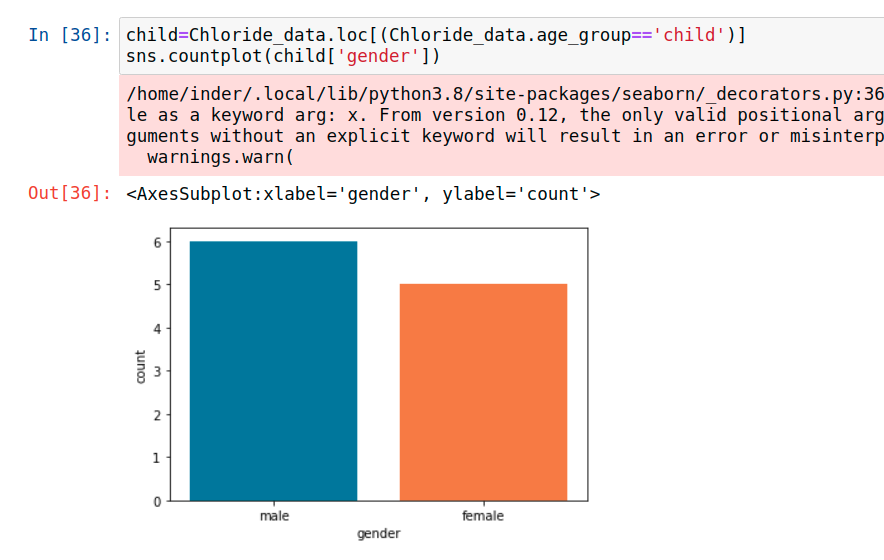 In [36]: child=Chloride_data.loc[(Chloride_data.age_group=='child')]
sns.countplot(child['gender'])
/home/inder/.local/lib/python3.8/site-packages/seaborn/_decorators.py:36
le as a keyword arg: x. From version 0.12, the only valid positional arg
guments without an explicit keyword will result in an error or misinterp
warnings.warn(
Out[36]: <AxesSubplot:xlabel='gender', ylabel='count'>
6
5
4
3
2
1
0
count
male female
gender